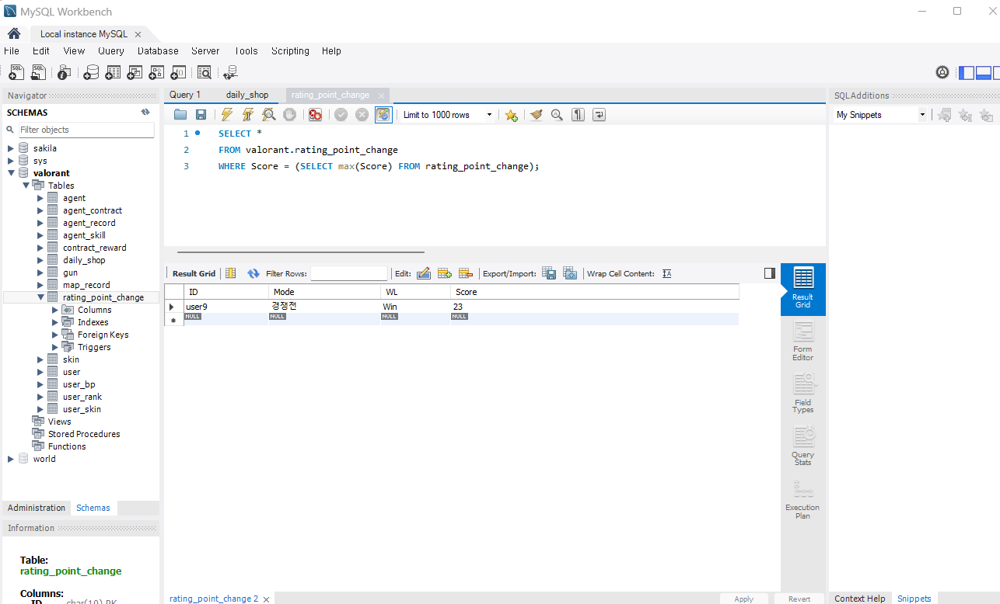 MySQL Workbench
Local instance MySQL
File Edit View Query Database Server Tools Scripting Help
Navigator
SCHEMAS
Filter objects
sakila
sys
valorant
Tables
agent
agent_contract
agent_record
agent_skill
contract_reward
daily_shop
gun
map_record
rating_point_change
Columns
Indexes
Foreign Keys
Triggers
skin
user
user_bp
user_rank
user_skin
Views
Stored Procedures
Functions
world
Administration Schemas
Information
Table:
rating_point_change
Columns:
ID char(10) PK
Query 1 daily_shop rating_point_change
Limit to 1000 rows
1 SELECT *
2 FROM valorant.rating_point_change
3 WHERE Score = (SELECT max(Score) FROM rating_point_change);
Result Grid Filter Rows: Edit: Export/Import: Wrap Cell Content: IA
ID Mode WL Score
user9 경쟁전 Win 23
NULL NULL NULL NULL
Result
Grid
Form
Editor
Field
Types
Query
Stats
Execution
Plan
rating_point_change 2
Apply Revert
SQLAdditions
My Snippets
Context Help Snippets